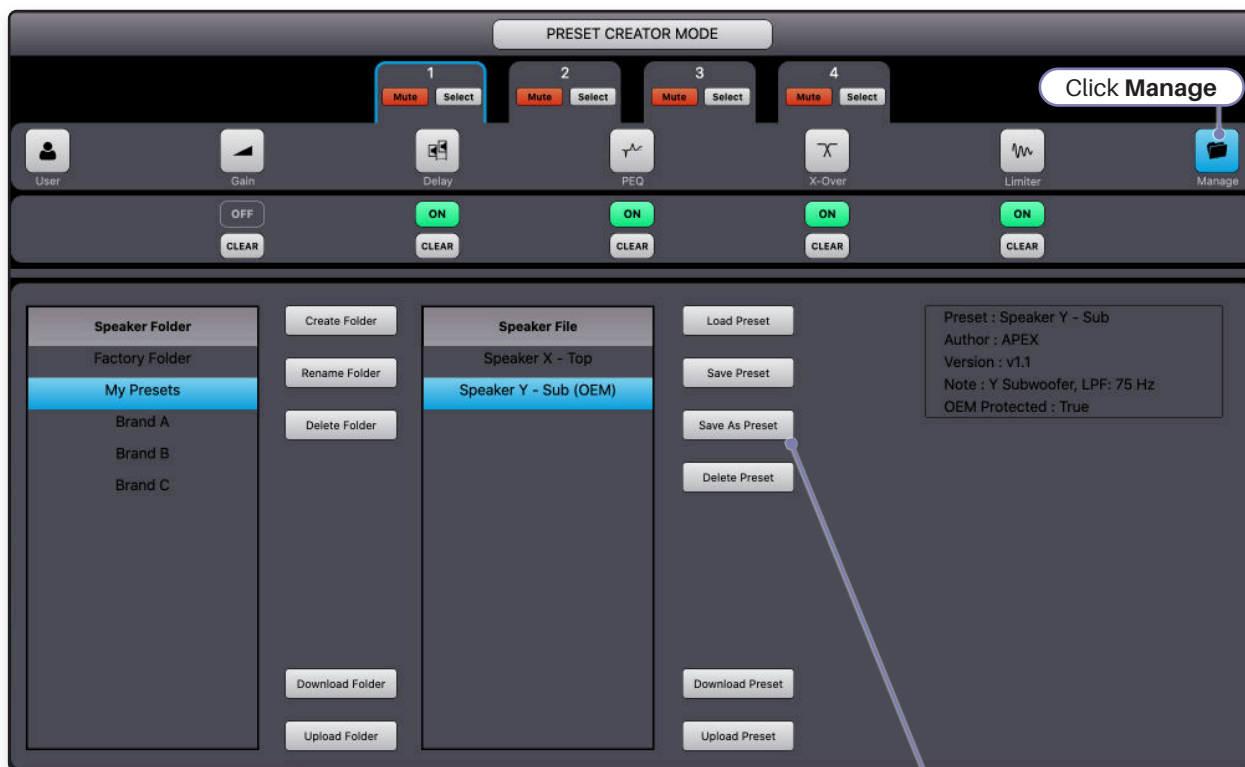 PRESET CREATOR MODE
1 2 3 4
Mute Select Mute Select Mute Select Mute Select
Click Manage
User Gain Delay PEQ X-Over Limiter Manage
OFF ON ON ON ON
CLEAR CLEAR CLEAR CLEAR CLEAR
Speaker Folder
Factory Folder
My Presets
Brand A
Brand B
Brand C
Create Folder
Rename Folder
Delete Folder
Download Folder
Upload Folder
Speaker File
Speaker X - Top
Speaker Y - Sub (OEM)
Load Preset
Save Preset
Save As Preset
Delete Preset
Download Preset
Upload Preset
Preset : Speaker Y - Sub
Author : APEX
Version : v1.1
Note : Y Subwoofer, LPF: 75 Hz
OEM Protected : True